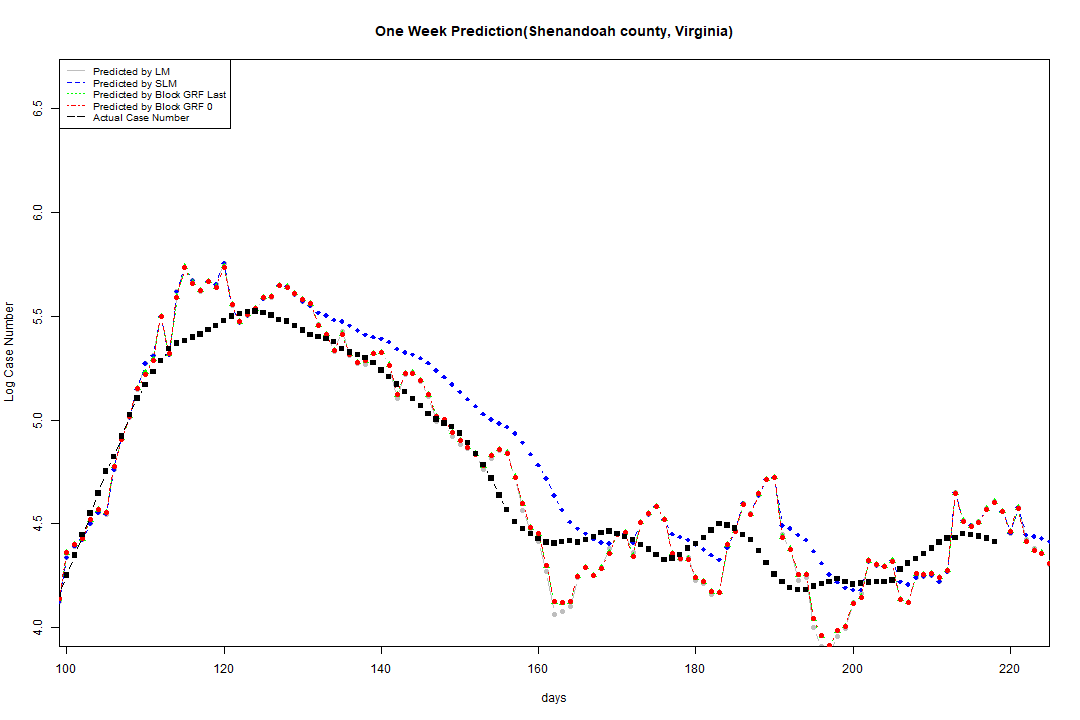 One Week Prediction(Shenandoah county, Virginia)
Predicted by LM
Predicted by SLM
Predicted by Block GRF Last
Predicted by Block GRF 0
Actual Case Number
Log Case Number
6.5
6.0
5.5
5.0
4.5
4.0
100 120 140 160 180 200 220
days